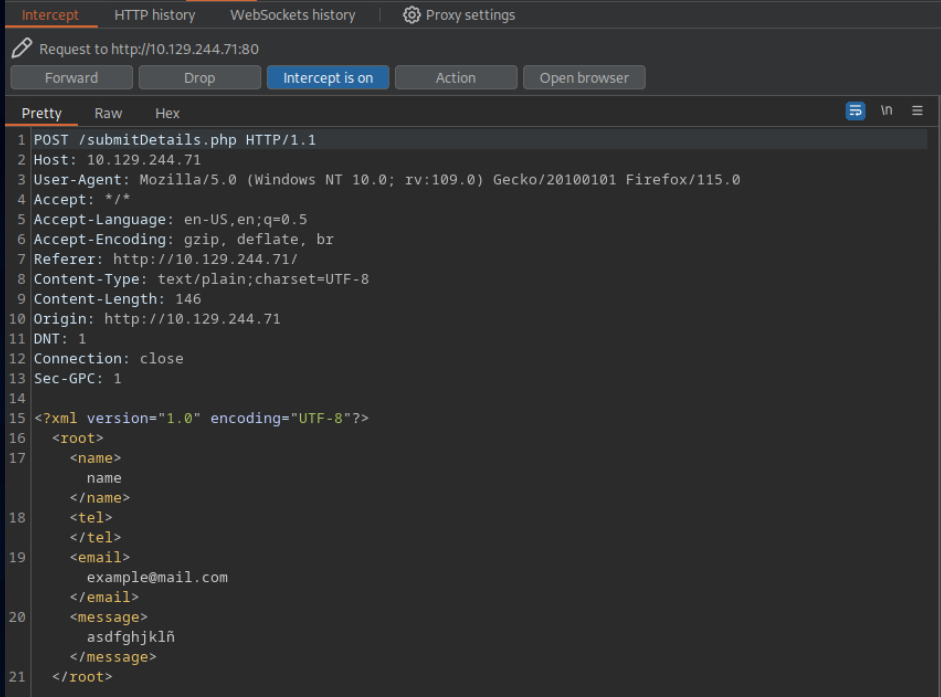 Intercept HTTP history WebSockets history Proxy settings
Request to http://10.129.244.71:80
Forward Drop Intercept is on Action Open browser
Pretty Raw Hex \n
1 POST /submitDetails.php HTTP/1.1
2 Host: 10.129.244.71
3 User-Agent: Mozilla/5.0 (Windows NT 10.0; rv:109.0) Gecko/20100101 Firefox/115.0
4 Accept: */*
5 Accept-Language: en-US,en;q=0.5
6 Accept-Encoding: gzip, deflate, br
7 Referer: http://10.129.244.71/
8 Content-Type: text/plain;charset=UTF-8
9 Content-Length: 146
10 Origin: http://10.129.244.71
11 DNT: 1
12 Connection: close
13 Sec-GPC: 1
14
15 <?xml version="1.0" encoding="UTF-8"?>
16 <root>
17 <name>
name
</name>
18 <tel>
</tel>
19 <email>
example@mail.com
</email>
20 <message>
asdfghjklñ
</message>
21 </root>